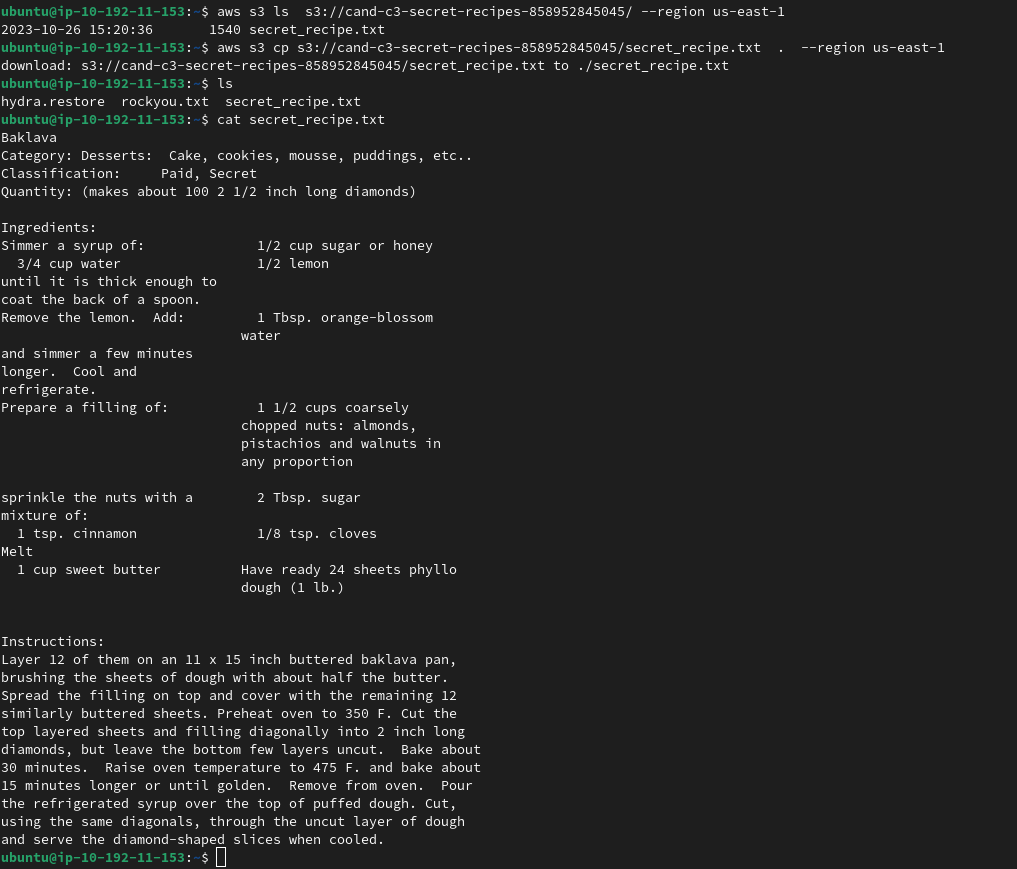 ubuntu@ip-10-192-11-153:~$ aws s3 ls  s3://cand-c3-secret-recipes-858952845045/ --region us-east-1
2023-10-26 15:20:36       1540 secret_recipe.txt
ubuntu@ip-10-192-11-153:~$ aws s3 cp s3://cand-c3-secret-recipes-858952845045/secret_recipe.txt  .  --region us-east-1
download: s3://cand-c3-secret-recipes-858952845045/secret_recipe.txt to ./secret_recipe.txt
ubuntu@ip-10-192-11-153:~$ ls
hydra.restore  rockyou.txt  secret_recipe.txt
ubuntu@ip-10-192-11-153:~$ cat secret_recipe.txt
Baklava
Category: Desserts:  Cake, cookies, mousse, puddings, etc..
Classification:     Paid, Secret
Quantity: (makes about 100 2 1/2 inch long diamonds)

Ingredients:
Simmer a syrup of:              1/2 cup sugar or honey
  3/4 cup water                 1/2 lemon
until it is thick enough to
coat the back of a spoon.
Remove the lemon.  Add:         1 Tbsp. orange-blossom
                              water
and simmer a few minutes
longer.  Cool and
refrigerate.
Prepare a filling of:           1 1/2 cups coarsely
                              chopped nuts: almonds,
                              pistachios and walnuts in
                              any proportion

sprinkle the nuts with a        2 Tbsp. sugar
mixture of:
  1 tsp. cinnamon               1/8 tsp. cloves
Melt
  1 cup sweet butter          Have ready 24 sheets phyllo
                              dough (1 lb.)

Instructions:
Layer 12 of them on an 11 x 15 inch buttered baklava pan,
brushing the sheets of dough with about half the butter.
Spread the filling on top and cover with the remaining 12
similarly buttered sheets. Preheat oven to 350 F. Cut the
top layered sheets and filling diagonally into 2 inch long
diamonds, but leave the bottom few layers uncut.  Bake about
30 minutes.  Raise oven temperature to 475 F. and bake about
15 minutes longer or until golden.  Remove from oven.  Pour
the refrigerated syrup over the top of puffed dough. Cut,
using the same diagonals, through the uncut layer of dough
and serve the diamond-shaped slices when cooled.
ubuntu@ip-10-192-11-153:~$